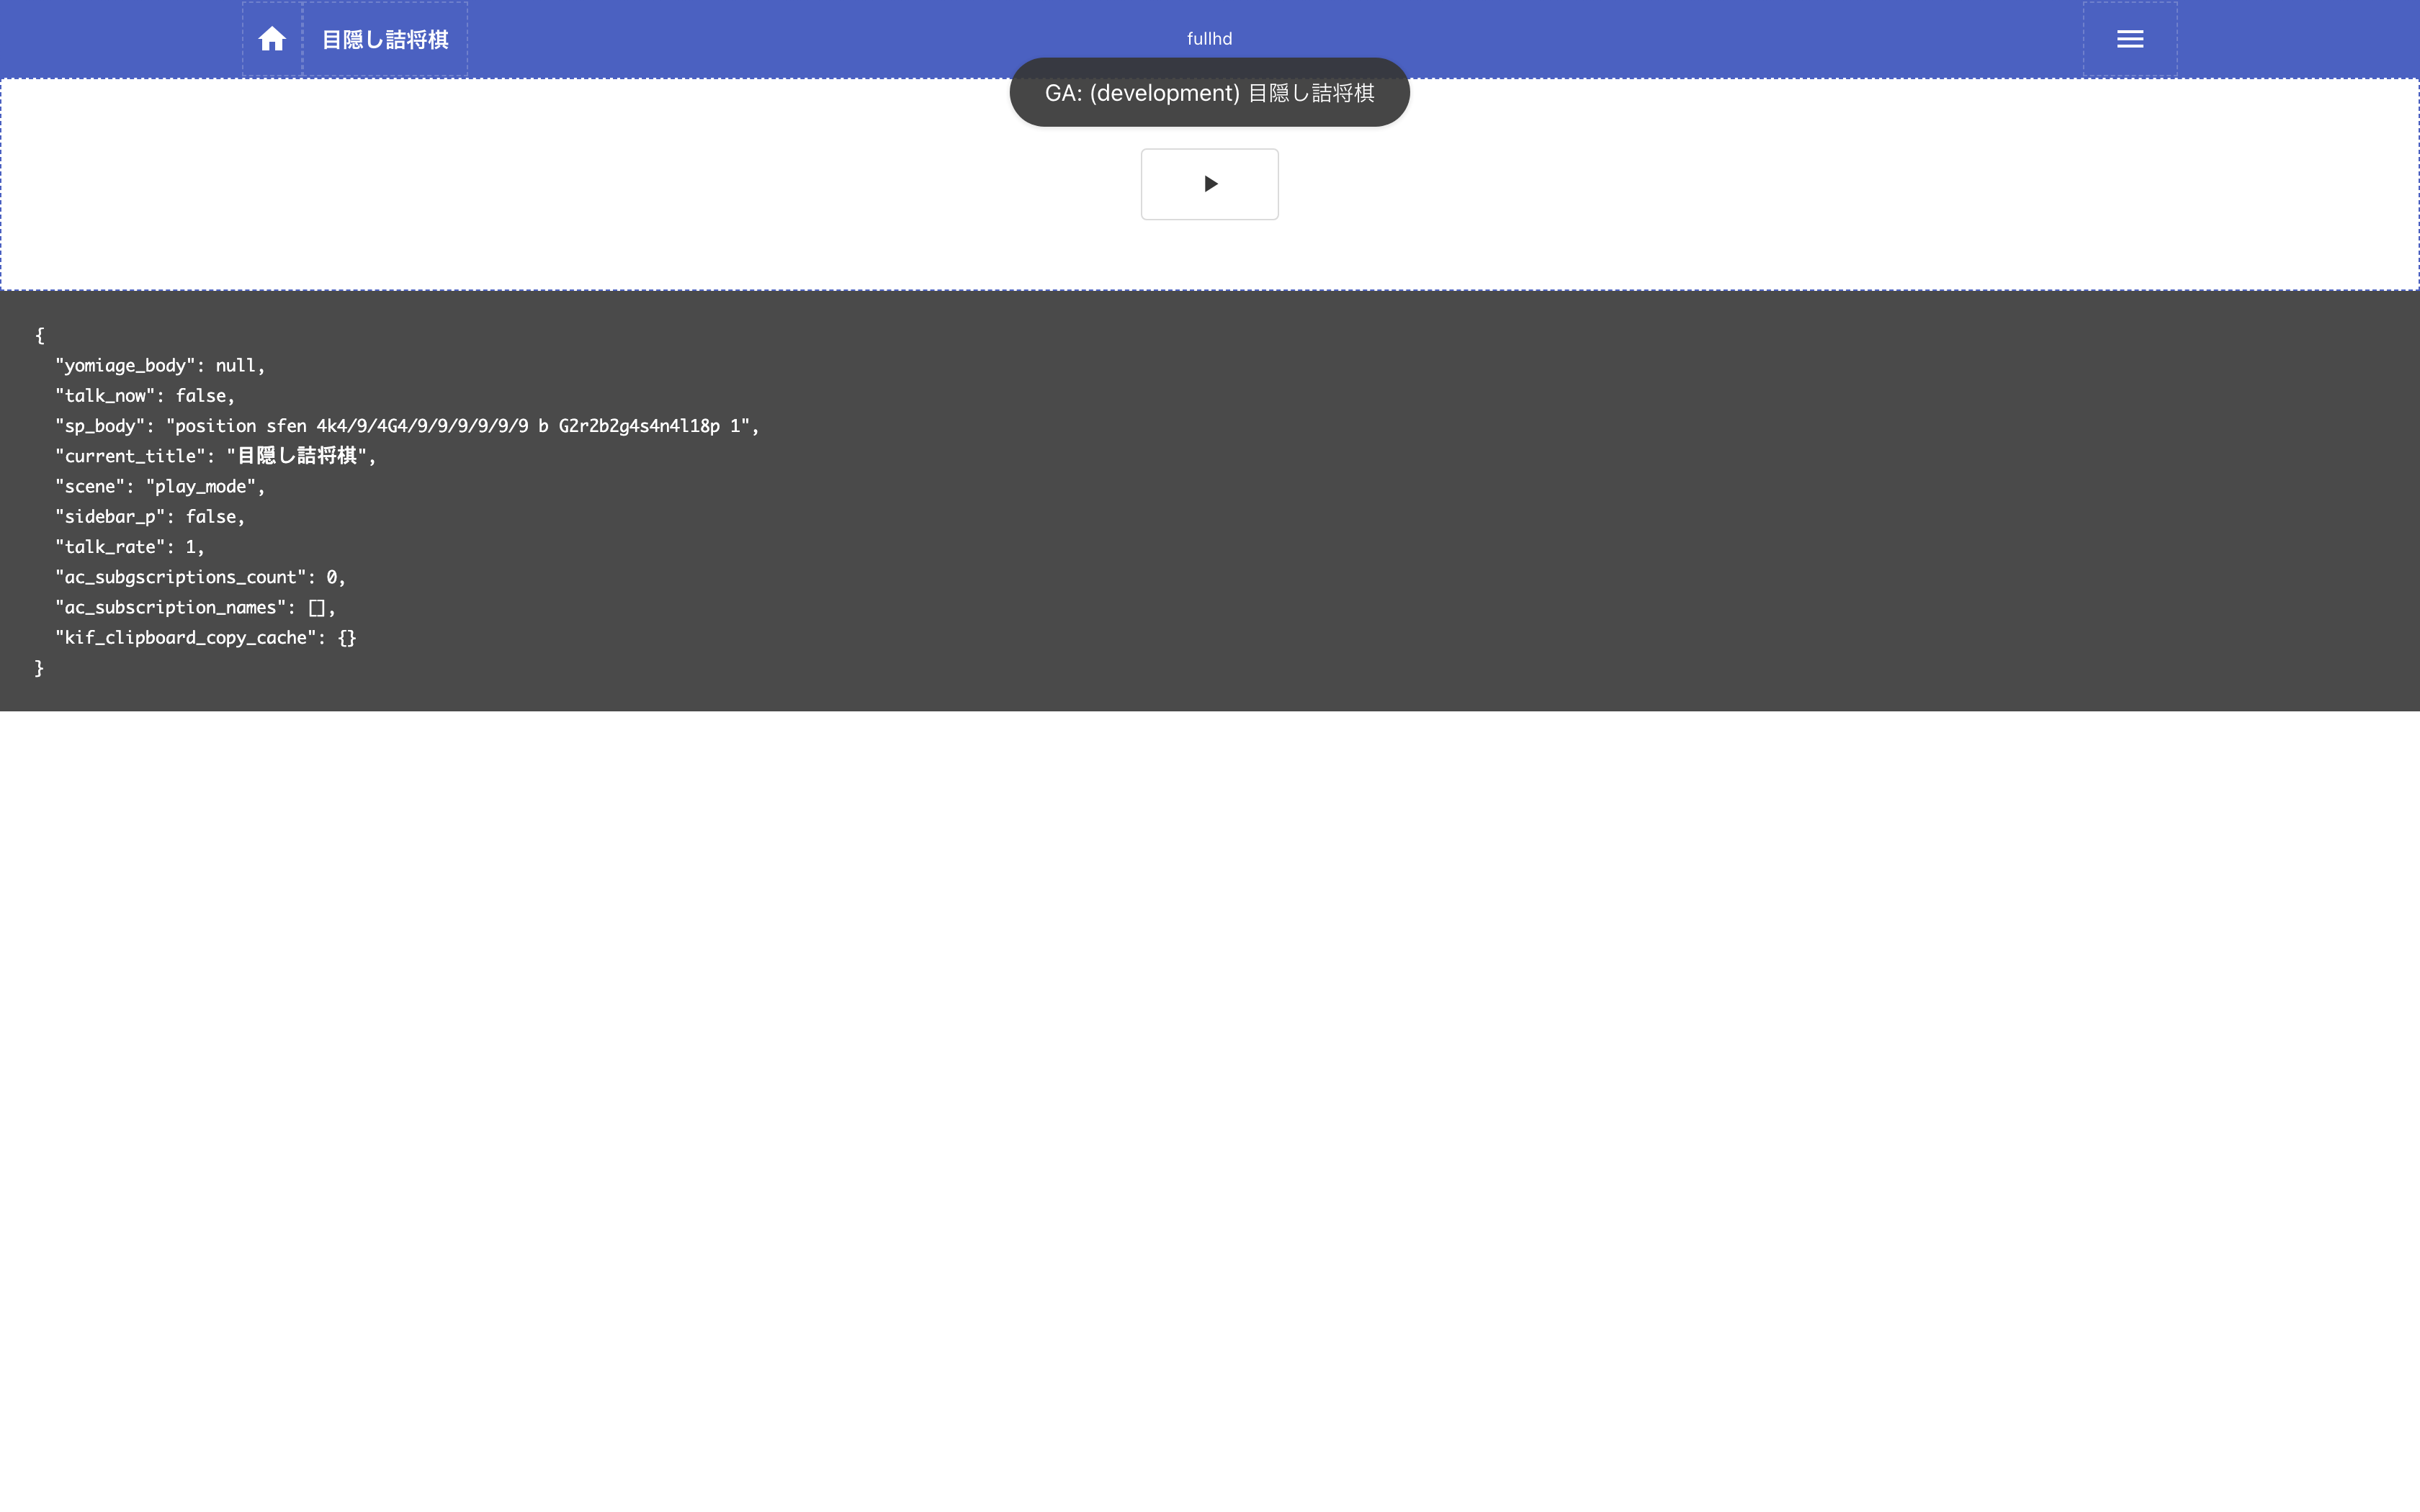 目隠し詰将棋
fullhd
GA: (development) 目隠し詰将棋
{
  "yomiage_body": null,
  "talk_now": false,
  "sp_body": "position sfen 4k4/9/4G4/9/9/9/9/9/9 b G2r2b2g4s4n4l18p 1",
  "current_title": "目隠し詰将棋",
  "scene": "play_mode",
  "sidebar_p": false,
  "talk_rate": 1,
  "ac_subgscriptions_count": 0,
  "ac_subscription_names": [],
  "kif_clipboard_copy_cache": {}
}